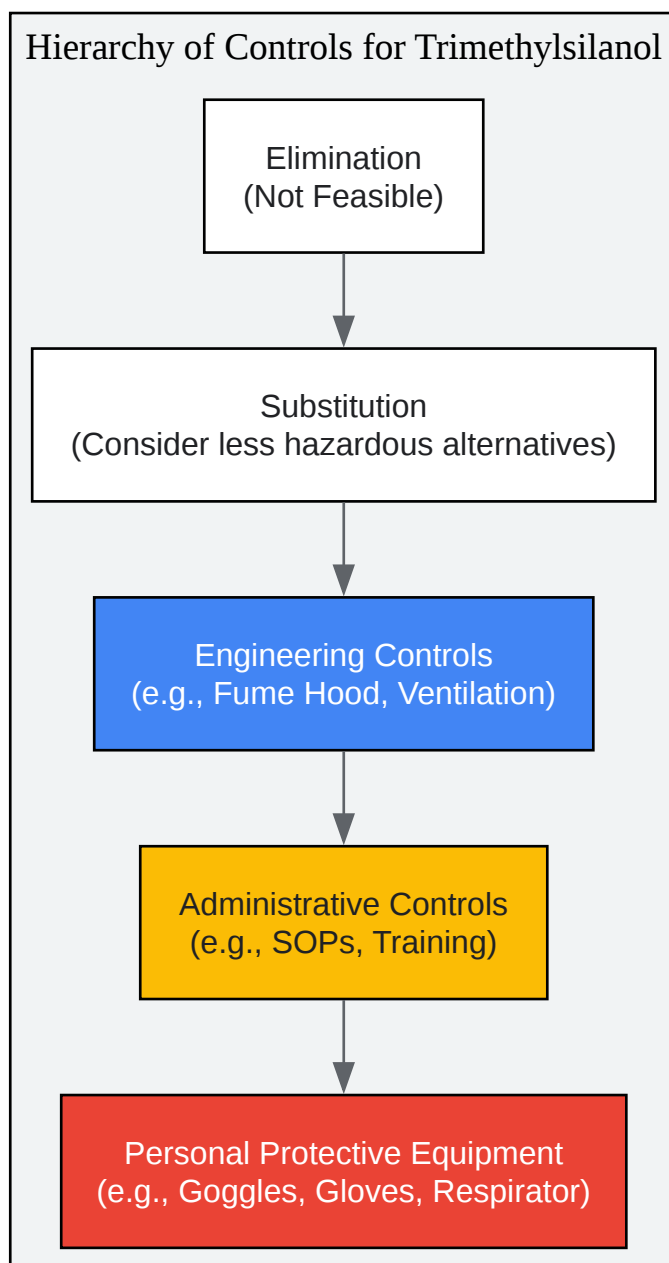 Hierarchy of Controls for Trimethylsilanol
Elimination
(Not Feasible)
Substitution
(Consider less hazardous alternatives)
Engineering Controls
(e.g., Fume Hood, Ventilation)
Administrative Controls
(e.g., SOPs, Training)
Personal Protective Equipment
(e.g., Goggles, Gloves, Respirator)